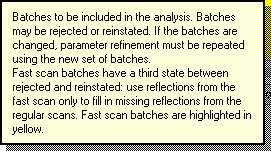 Batches to be included in the analysis. Batches
may be rejected or reinstated. If the batches are
changed, parameter refinement must be repeated
using the new set of batches.
Fast scan batches have a third state between
rejected and reinstated: use reflections from the
fast scan only to fill in missing reflections from the
regular scans. Fast scan batches are highlighted in
yellow.